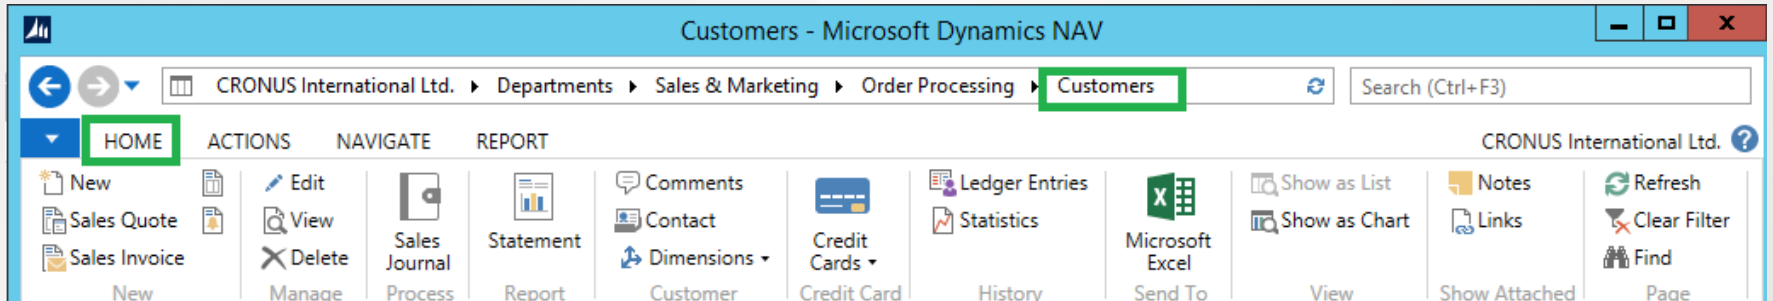 Customers - Microsoft Dynamics NAV
CRONUS International Ltd. Departments Sales & Marketing Order Processing Customers Search (Ctrl+F3)
HOME ACTIONS NAVIGATE REPORT CRONUS International Ltd.
New Edit Comments Ledger Entries Show as List Notes Refresh
Sales Quote View Contact Statistics Show as Chart Links Clear Filter
Sales Journal Statement Credit Cards Microsoft Excel
Sales Invoice Delete Dimensions Find
New Manage Process Report Customer Credit Card History Send To View Show Attached Page